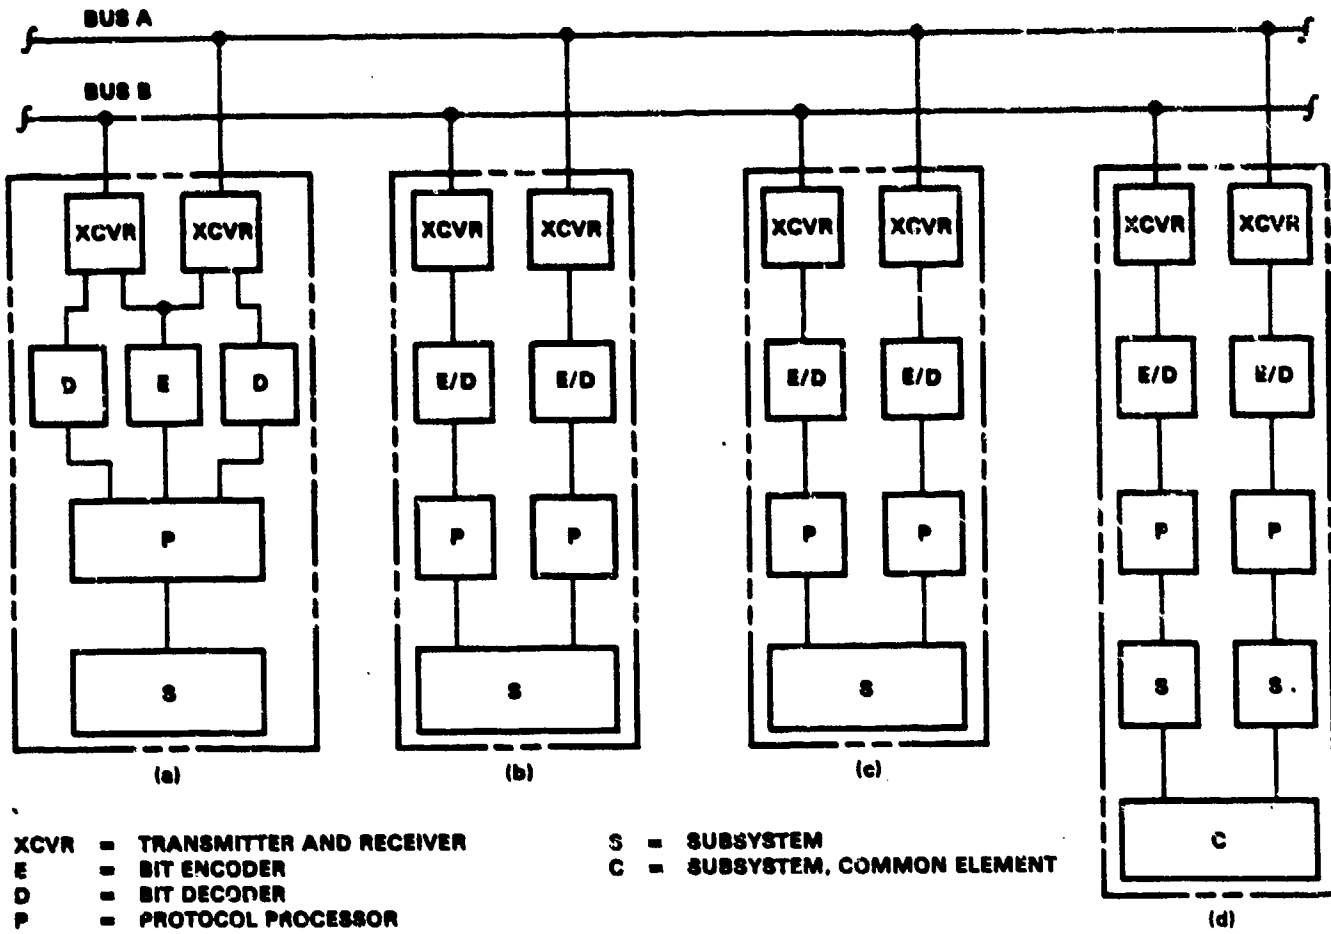 BUS A
BUS B
XCVR XCVR XCVR XCVR XCVR XCVR XCVR XCVR
D E D E/D E/D E/D E/D E/D E/D
P P P P P P P
S S S S S
(a) (b) (c) C
XCVR = TRANSMITTER AND RECEIVER S = SUBSYSTEM
E = BIT ENCODER C = SUBSYSTEM, COMMON ELEMENT
D = BIT DECODER
P = PROTOCOL PROCESSOR (d)